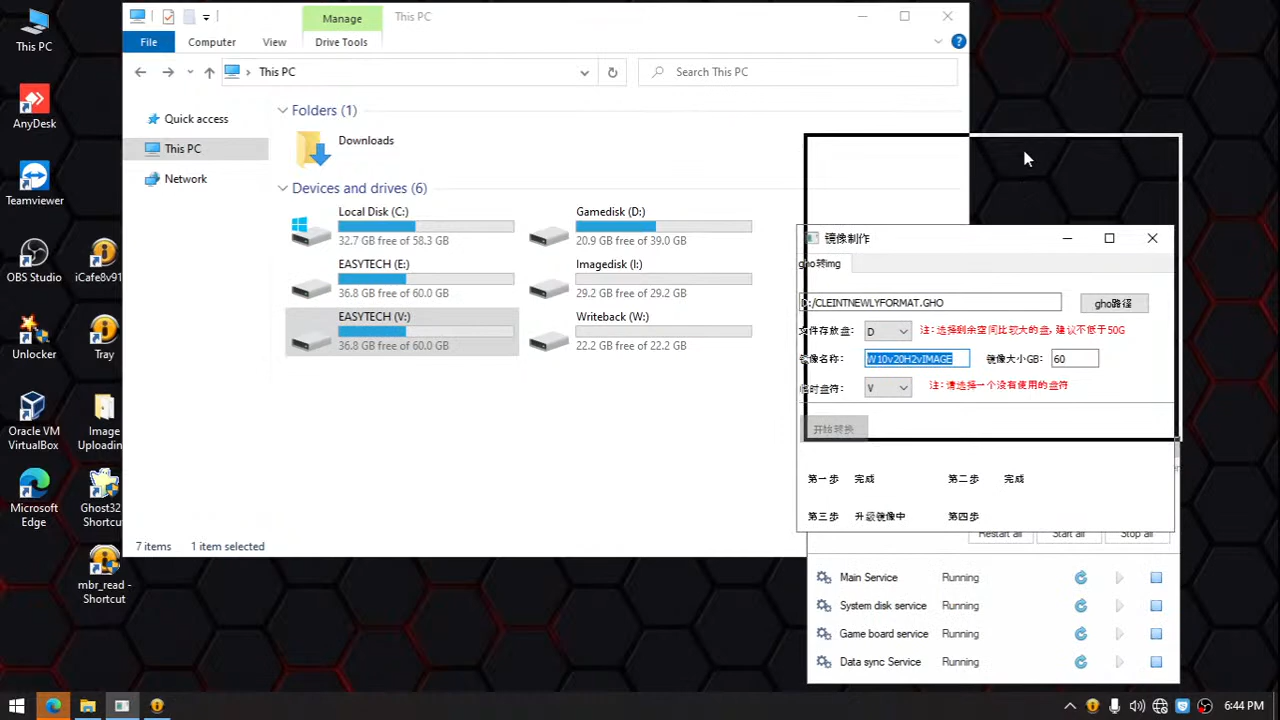 This PC
AnyDesk
Teamviewer
OBS Studio
iCafe8v91
Unlocker
Tray
Oracle VM
VirtualBox
Image
Uploadin
Microsoft
Edge
Ghost32
Shortcut
mbr_read -
Shortcut
Manage
This PC
File
Computer
View
Drive Tools
This PC
Search This PC
Quick access
This PC
Network
Folders (1)
Downloads
Devices and drives (6)
Local Disk (C:)
32.7 GB free of 58.3 GB
Gamedisk (D:)
20.9 GB free of 39.0 GB
EASYTECH (E:)
36.8 GB free of 60.0 GB
Imagedisk (I:)
29.2 GB free of 29.2 GB
EASYTECH (V:)
36.8 GB free of 60.0 GB
Writeback (W:)
22.2 GB free of 22.2 GB
7 items
1 item selected
镜像制作
gho转img
D:/CLEINTNEWLYFORMAT.GHO
gho路径
文件存放盘:
D
注:选择剩余空间比较大的盘,建议不低于50G
镜像名称:
W10v20H2vIMAGE
镜像大小GB:
60
临时盘符:
V
注:请选择一个没有使用的盘符
开始转换
第一步
完成
第二步
完成
第三步
升级镜像中
第四步
Restart all
Start all
Stop all
Main Service
Running
System disk service
Running
Game board service
Running
Data sync Service
Running
6:44 PM